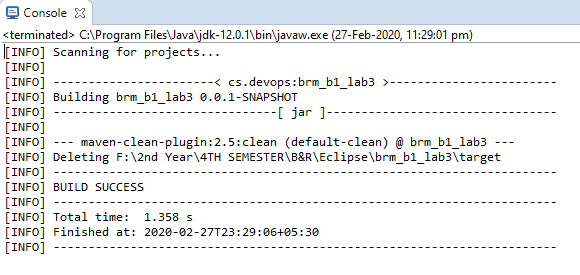 Console
<terminated> C:\Program Files\Java\jdk-12.0.1\bin\javaw.exe (27-Feb-2020, 11:29:01 pm)
[INFO] Scanning for projects...
[INFO]
[INFO] -----------------------< cs.devops:brm_b1_lab3 >------------------------
[INFO] Building brm_b1_lab3 0.0.1-SNAPSHOT
[INFO] --------------------------------[ jar ]---------------------------------
[INFO]
[INFO] --- maven-clean-plugin:2.5:clean (default-clean) @ brm_b1_lab3 ---
[INFO] Deleting F:\2nd Year\4TH SEMESTER\B&R\Eclipse\brm_b1_lab3\target
[INFO] ------------------------------------------------------------------------
[INFO] BUILD SUCCESS
[INFO] ------------------------------------------------------------------------
[INFO] Total time:  1.358 s
[INFO] Finished at: 2020-02-27T23:29:06+05:30
[INFO] ------------------------------------------------------------------------